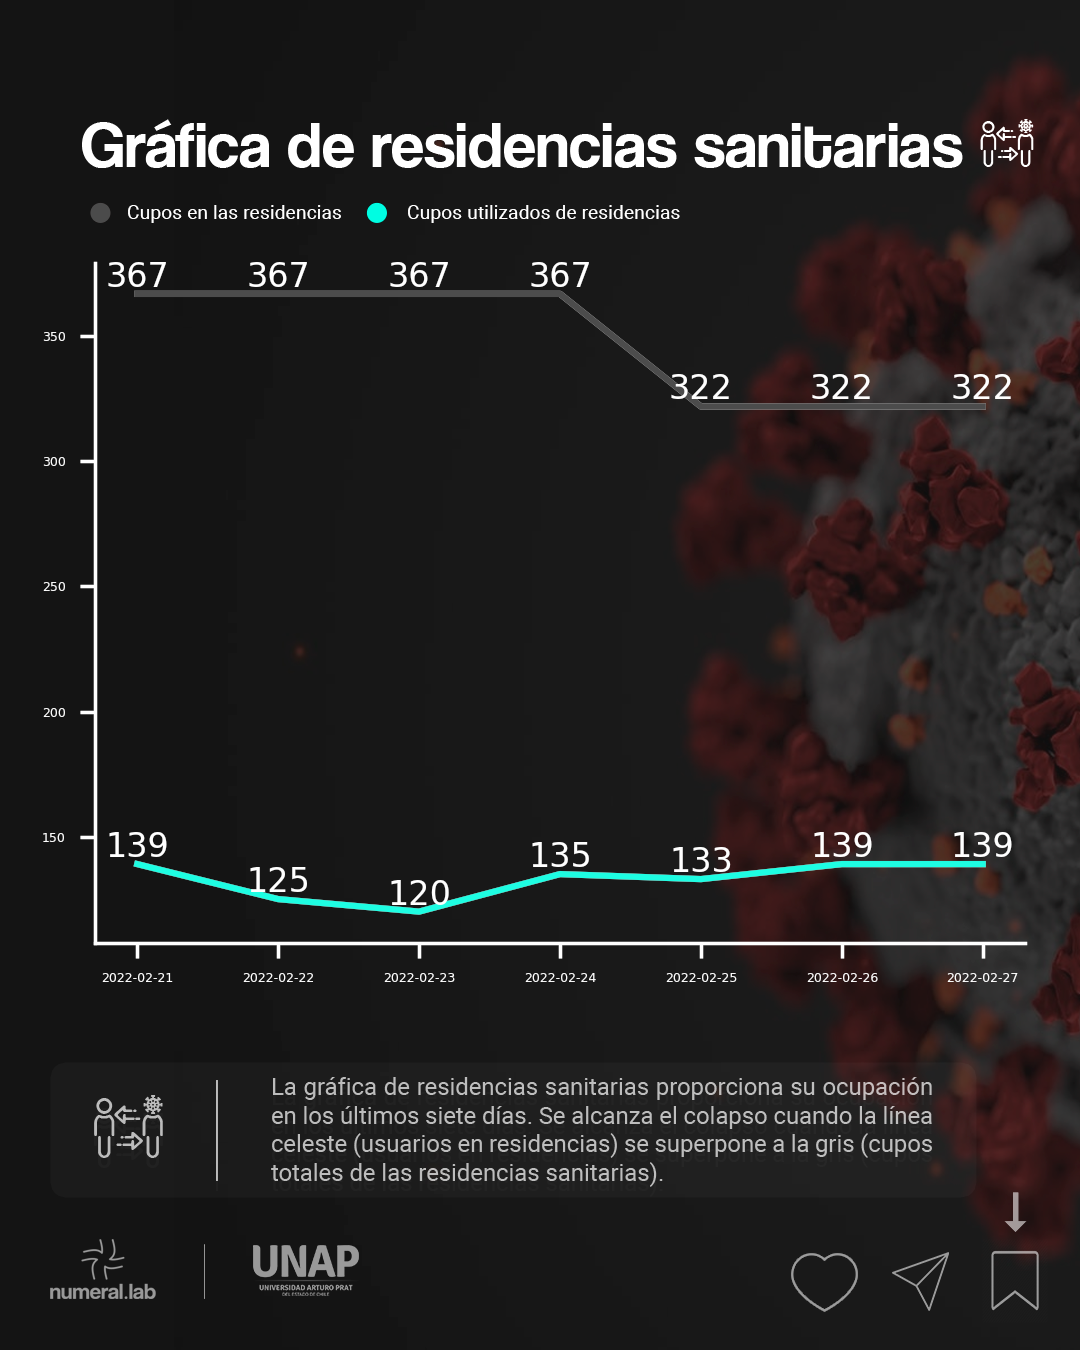 Gráfica de residencias sanitarias
Cupos en las residencias Cupos utilizados de residencias
367 367 367 367
350
322 322 322
300
250
200
150
139 125 120 135 133 139 139
2022-02-21 2022-02-22 2022-02-23 2022-02-24 2022-02-25 2022-02-26 2022-02-27
La gráfica de residencias sanitarias proporciona su ocupación
en los últimos siete días. Se alcanza el colapso cuando la línea
celeste (usuarios en residencias) se superpone a la gris (cupos
totales de las residencias sanitarias).
numeral.lab
UNAP
UNIVERSIDAD ARTURO PRAT
DEL ESTADO DE CHILE